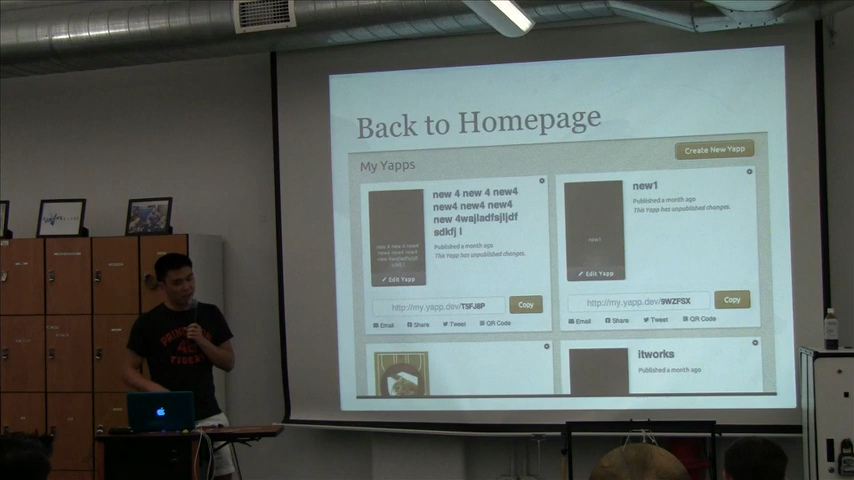 Back to Homepage
My Yapps
Create New Yapp
new 4 new 4 new4
new4 new4 new4
new 4wajladfsjljdf
sdkfj l
Published a month ago
This Yapp has unpublished changes.
Edit Yapp
http://my.yapp.dev/T5FJ8P
Copy
Email
Share
Tweet
QR Code
new1
Published a month ago
This Yapp has unpublished changes.
new1
Edit Yapp
http://my.yapp.dev/9WZFSX
Copy
Email
Share
Tweet
QR Code
itworks
Published a month ago
TIGERS